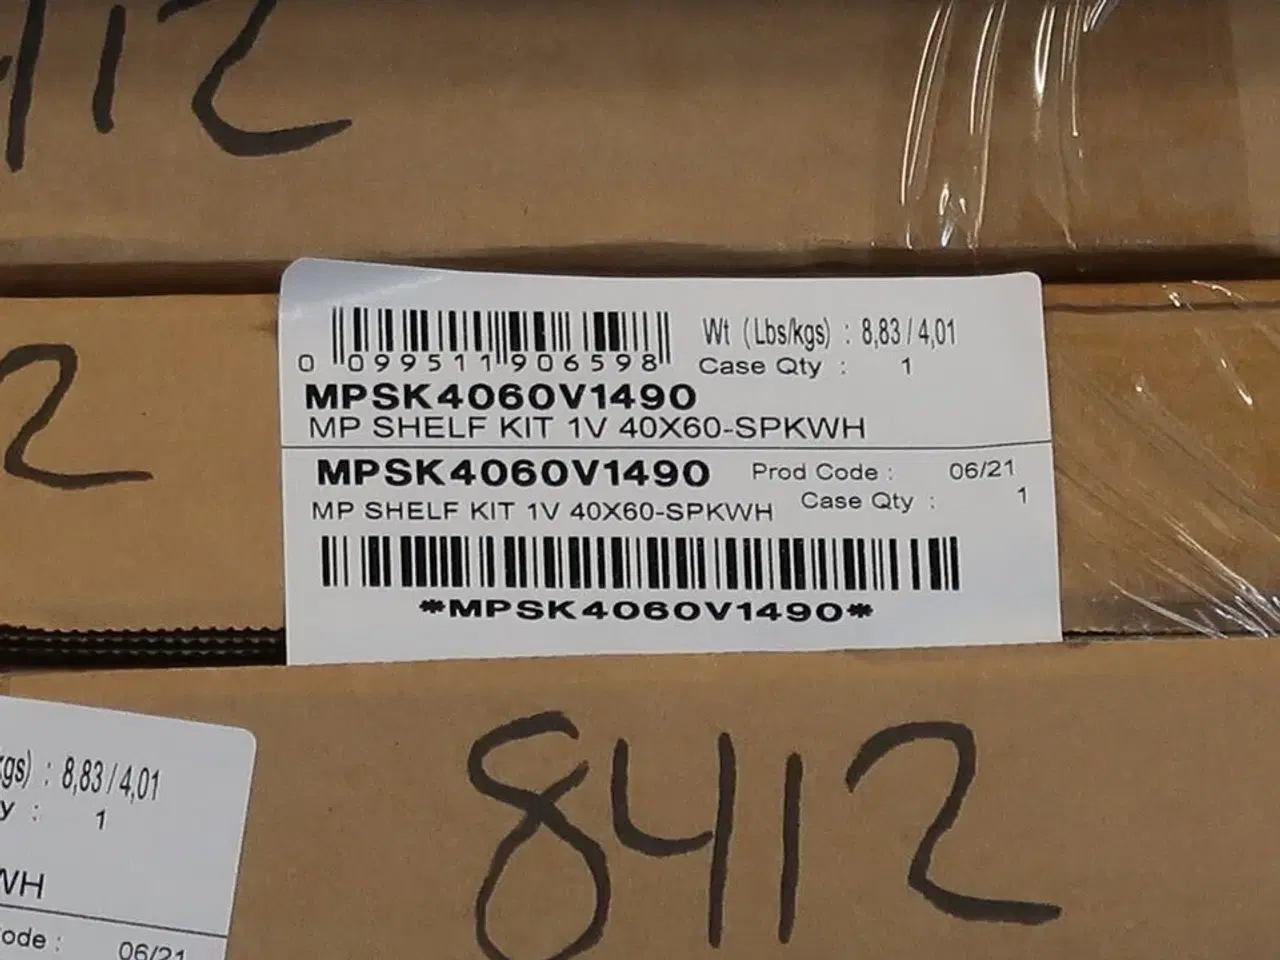 412
Wt (Lbs/kgs) : 8,83 / 4,01
0 099511 906598
Case Qty : 1
MPSK4060V1490
MP SHELF KIT 1V 40X60-SPKWH
2
MPSK4060V1490 Prod Code : 06/21
MP SHELF KIT 1V 40X60-SPKWH Case Qty : 1
*MPSK4060V1490*
kgs) : 8,83 / 4,01
y : 1
WH
ode :
06/21
8412